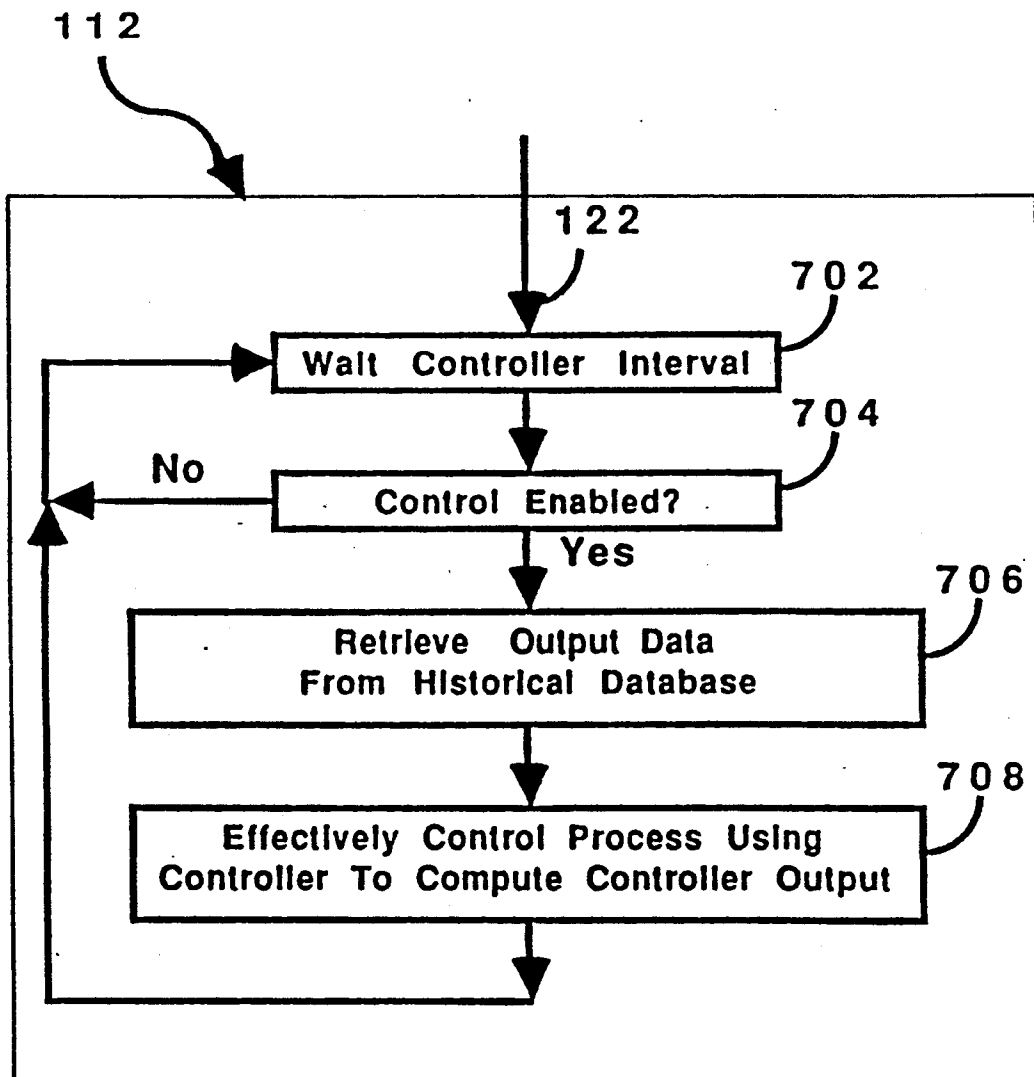 112
122
702
Wait Controller Interval
704
No
Control Enabled?
Yes
706
Retrieve Output Data
From Historical Database
708
Effectively Control Process Using
Controller To Compute Controller Output